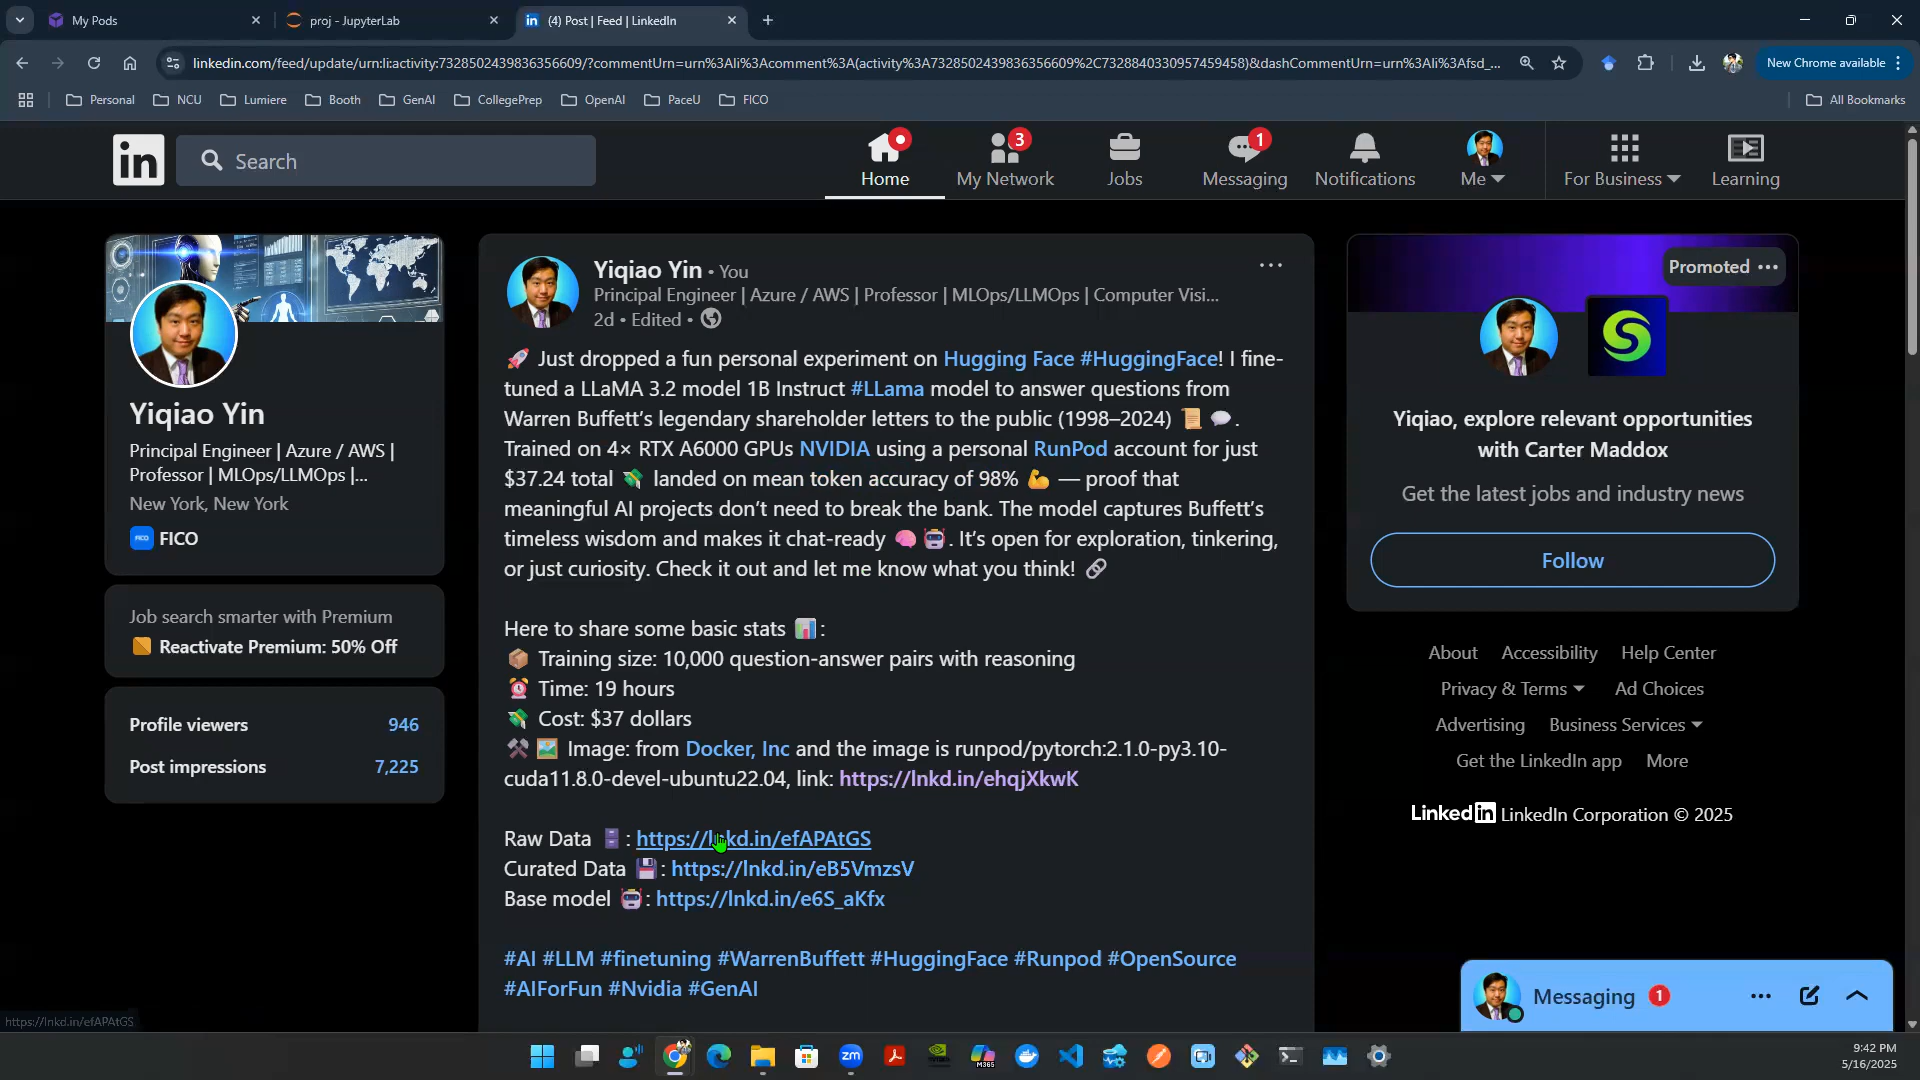 My Pods
proj - JupyterLab
in (4) Post | Feed | LinkedIn
linkedin.com/feed/update/urn:li:activity:7328502439836356609/?commentUrn=urn%3Ali%3Acomment%3A(activity%3A7328502439836356609%2C7328840330957459458)&dashCommentUrn=urn%3Ali%3Afsd_...
New Chrome available
Personal
NCU
Lumiere
Booth
GenAI
CollegePrep
OpenAI
PaceU
FICO
All Bookmarks
in
Search
Home
3
My Network
Jobs
1
Messaging
Notifications
Me
For Business
Learning
Yiqiao Yin
Principal Engineer | Azure / AWS |
Professor | MLOps/LLMOps |...
New York, New York
FICO
Job search smarter with Premium
Reactivate Premium: 50% Off
Profile viewers 946
Post impressions 7,225
Yiqiao Yin • You
Principal Engineer | Azure / AWS | Professor | MLOps/LLMOps | Computer Visi...
2d • Edited •
🚀 Just dropped a fun personal experiment on Hugging Face #HuggingFace! I fine-
tuned a LLaMA 3.2 model 1B Instruct #LLama model to answer questions from
Warren Buffett’s legendary shareholder letters to the public (1998–2024) 📜 💬.
Trained on 4× RTX A6000 GPUs NVIDIA using a personal RunPod account for just
$37.24 total 💸 landed on mean token accuracy of 98% 💪 — proof that
meaningful AI projects don’t need to break the bank. The model captures Buffett’s
timeless wisdom and makes it chat-ready 🧠 🤖. It’s open for exploration, tinkering,
or just curiosity. Check it out and let me know what you think! 🔗
Here to share some basic stats 📊:
📦 Training size: 10,000 question-answer pairs with reasoning
⏰ Time: 19 hours
💸 Cost: $37 dollars
⚒️ 🖼️ Image: from Docker, Inc and the image is runpod/pytorch:2.1.0-py3.10-
cuda11.8.0-devel-ubuntu22.04, link: https://lnkd.in/ehqjXkwK
Raw Data 🗄️: https://lnkd.in/efAPAtGS
Curated Data 💾: https://lnkd.in/eB5VmzsV
Base model 🤖: https://lnkd.in/e6S_aKfx
#AI #LLM #finetuning #WarrenBuffett #HuggingFace #Runpod #OpenSource
#AIForFun #Nvidia #GenAI
Promoted
Yiqiao, explore relevant opportunities
with Carter Maddox
Get the latest jobs and industry news
Follow
About Accessibility Help Center
Privacy & Terms Ad Choices
Advertising Business Services
Get the LinkedIn app More
LinkedIn LinkedIn Corporation © 2025
Messaging 1
https://lnkd.in/efAPAtGS
zm
M365
9:42 PM
5/16/2025